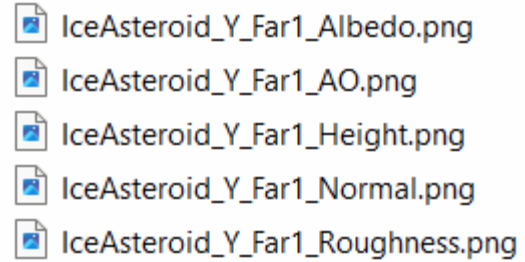 IceAsteroid_Y_Far1_Albedo.png
IceAsteroid_Y_Far1_AO.png
IceAsteroid_Y_Far1_Height.png
IceAsteroid_Y_Far1_Normal.png
IceAsteroid_Y_Far1_Roughness.png